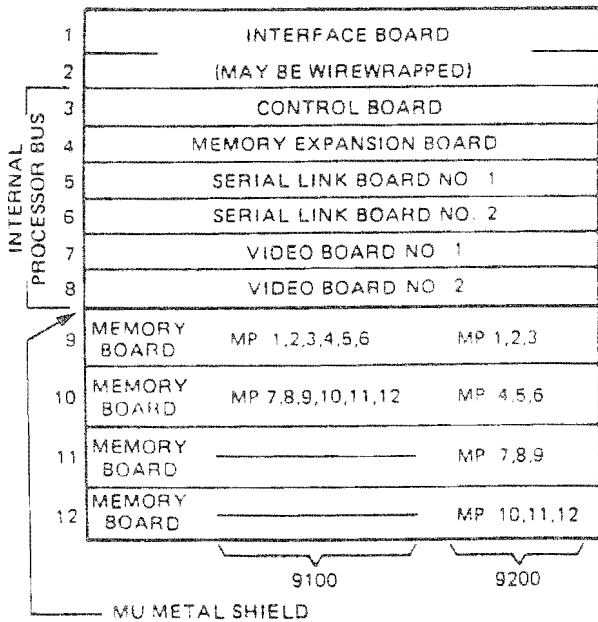 1 INTERFACE BOARD
2 (MAY BE WIREWRAPPED)
3 CONTROL BOARD
4 MEMORY EXPANSION BOARD
5 SERIAL LINK BOARD NO. 1
6 SERIAL LINK BOARD NO. 2
7 VIDEO BOARD NO 1
8 VIDEO BOARD NO 2
INTERNAL
PROCESSOR BUS
9 MEMORY BOARD MP 1,2,3,4,5,6 MP 1,2,3
10 MEMORY BOARD MP 7,8,9,10,11,12 MP 4,5,6
11 MEMORY BOARD MP 7,8,9
12 MEMORY BOARD MP 10,11,12
9100 9200
MU METAL SHIELD